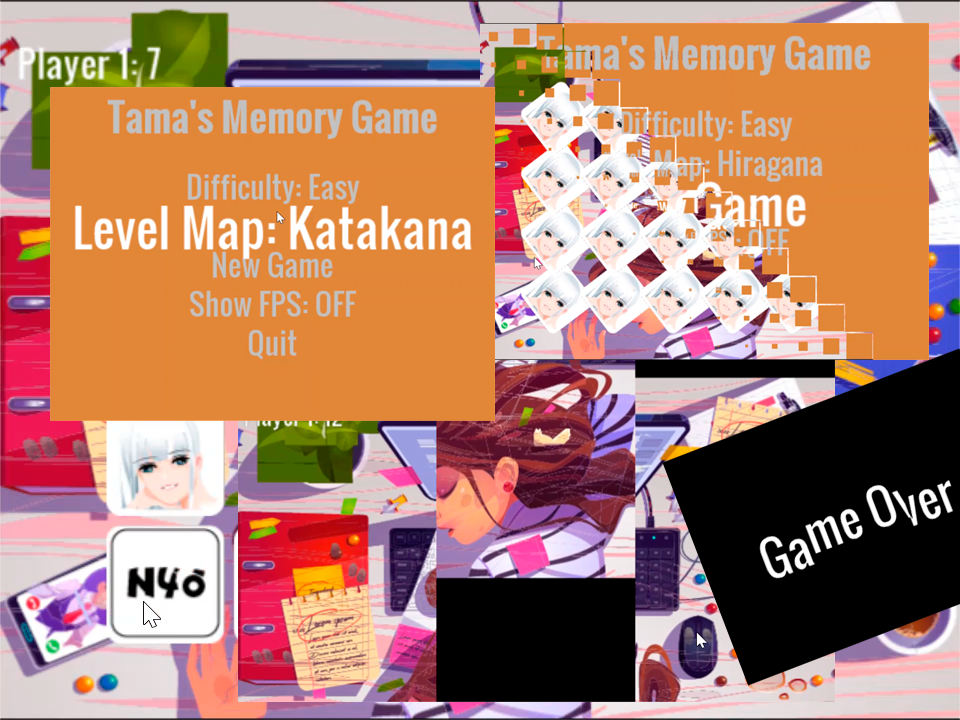 Player 1: 7
Tama's Memory Game
Difficulty: Easy
Level Map: Katakana
New Game
Show FPS: OFF
Quit
Tama's Memory Game
Difficulty: Easy
Map: Hiragana
Game
OFF
Player 1: 12
Nyō
Game Over